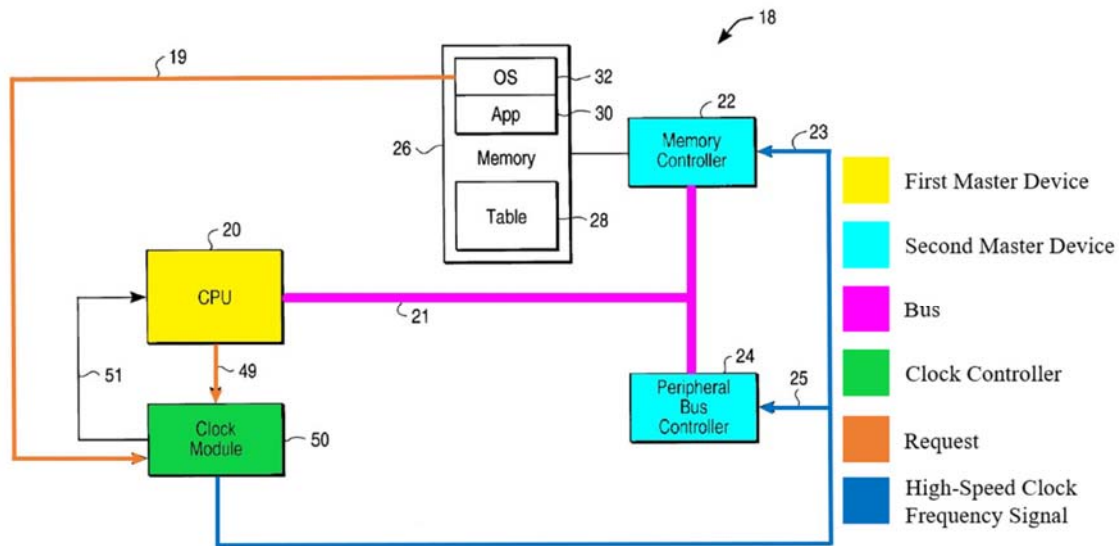 18
19
OS
32
App
30
22
23
26
Memory
Memory
Controller
First Master Device
Table
28
Second Master Device
20
CPU
21
Bus
24
51
49
Peripheral
Bus
Controller
25
Clock Controller
Clock
Module
50
Request
High-Speed Clock
Frequency Signal